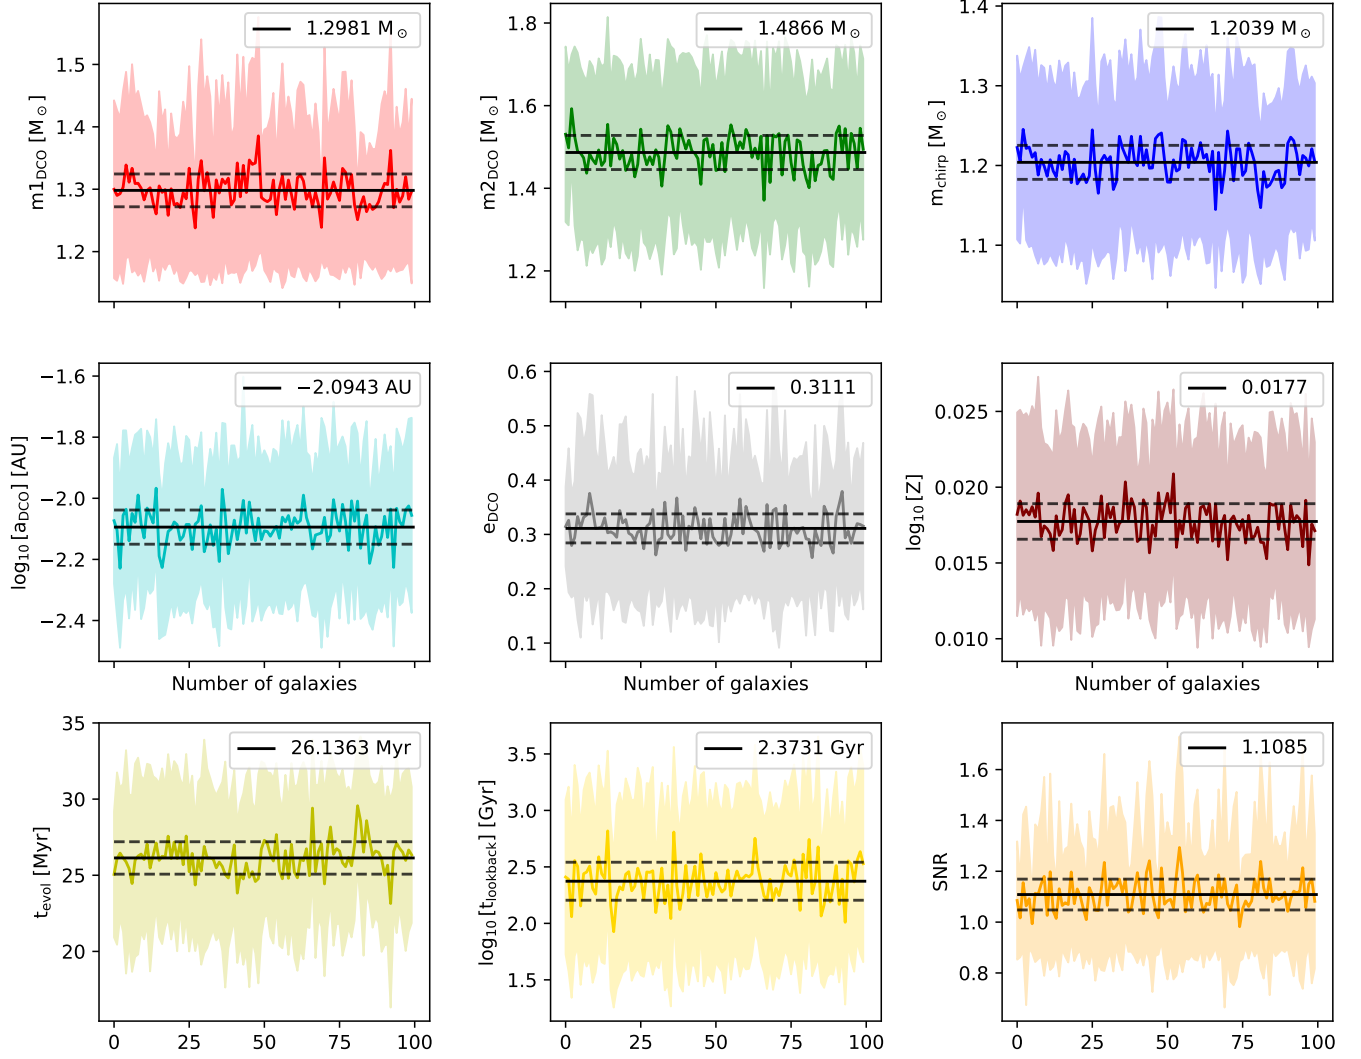 1.2981 M⊙
1.5
1.4
1.3
1.2
m1DCO [M⊙]
1.4866 M⊙
1.8
1.6
1.4
1.2
m2DCO [M⊙]
1.2039 M⊙
1.4
1.3
1.2
1.1
mchirp [M⊙]
−2.0943 AU
−1.6
−1.8
−2.0
−2.2
−2.4
log10 [aDCO] [AU]
Number of galaxies
0.3111
0.6
0.5
0.4
0.3
0.2
0.1
eDCO
Number of galaxies
0.0177
0.025
0.020
0.015
0.010
log10 [Z]
Number of galaxies
26.1363 Myr
35
30
25
20
tevol [Myr]
0 25 50 75 100
2.3731 Gyr
3.5
3.0
2.5
2.0
1.5
log10 [tlookback] [Gyr]
0 25 50 75 100
1.1085
1.6
1.4
1.2
1.0
0.8
SNR
0 25 50 75 100